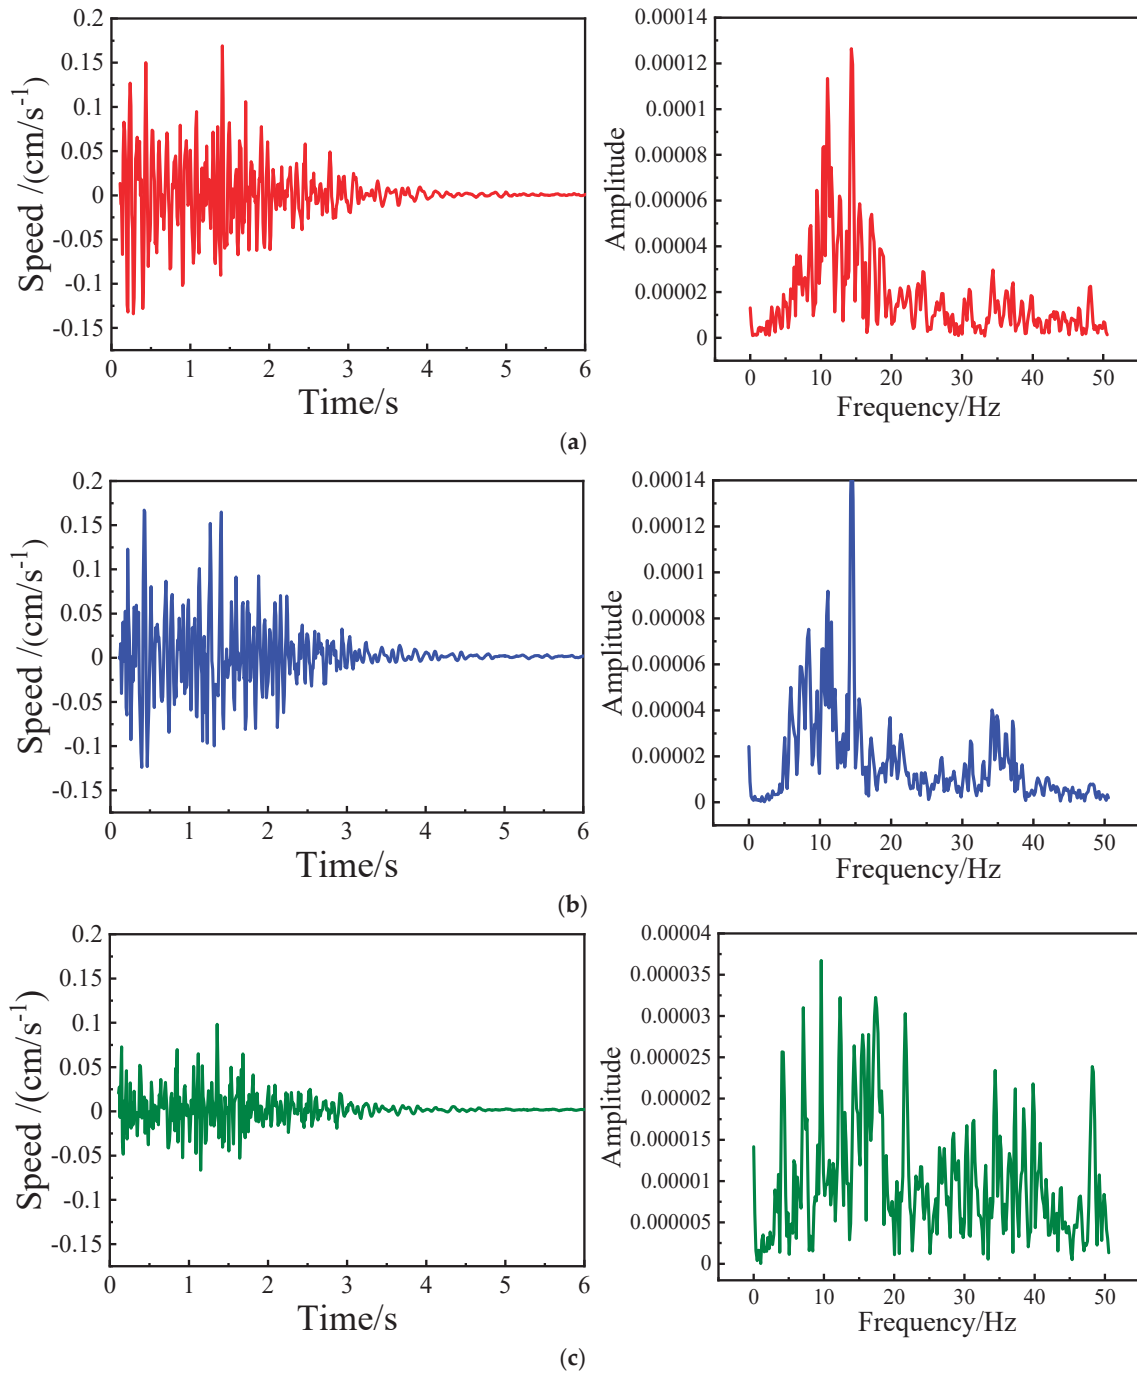 0.2
0.15
0.1
0.05
0
-0.05
-0.1
-0.15
Speed /(cm/s⁻¹)
0 1 2 3 4 5 6
Time/s
0.00014
0.00012
0.0001
0.00008
0.00006
0.00004
0.00002
0
Amplitude
0 10 20 30 40 50
Frequency/Hz
(a)
0.2
0.15
0.1
0.05
0
-0.05
-0.1
-0.15
Speed /(cm/s⁻¹)
0 1 2 3 4 5 6
Time/s
0.00014
0.00012
0.0001
0.00008
0.00006
0.00004
0.00002
0
Amplitude
0 10 20 30 40 50
Frequency/Hz
(b)
0.2
0.15
0.1
0.05
0
-0.05
-0.1
-0.15
Speed /(cm/s⁻¹)
0 1 2 3 4 5 6
Time/s
0.00004
0.000035
0.00003
0.000025
0.00002
0.000015
0.00001
0.000005
0
Amplitude
0 10 20 30 40 50
Frequency/Hz
(c)